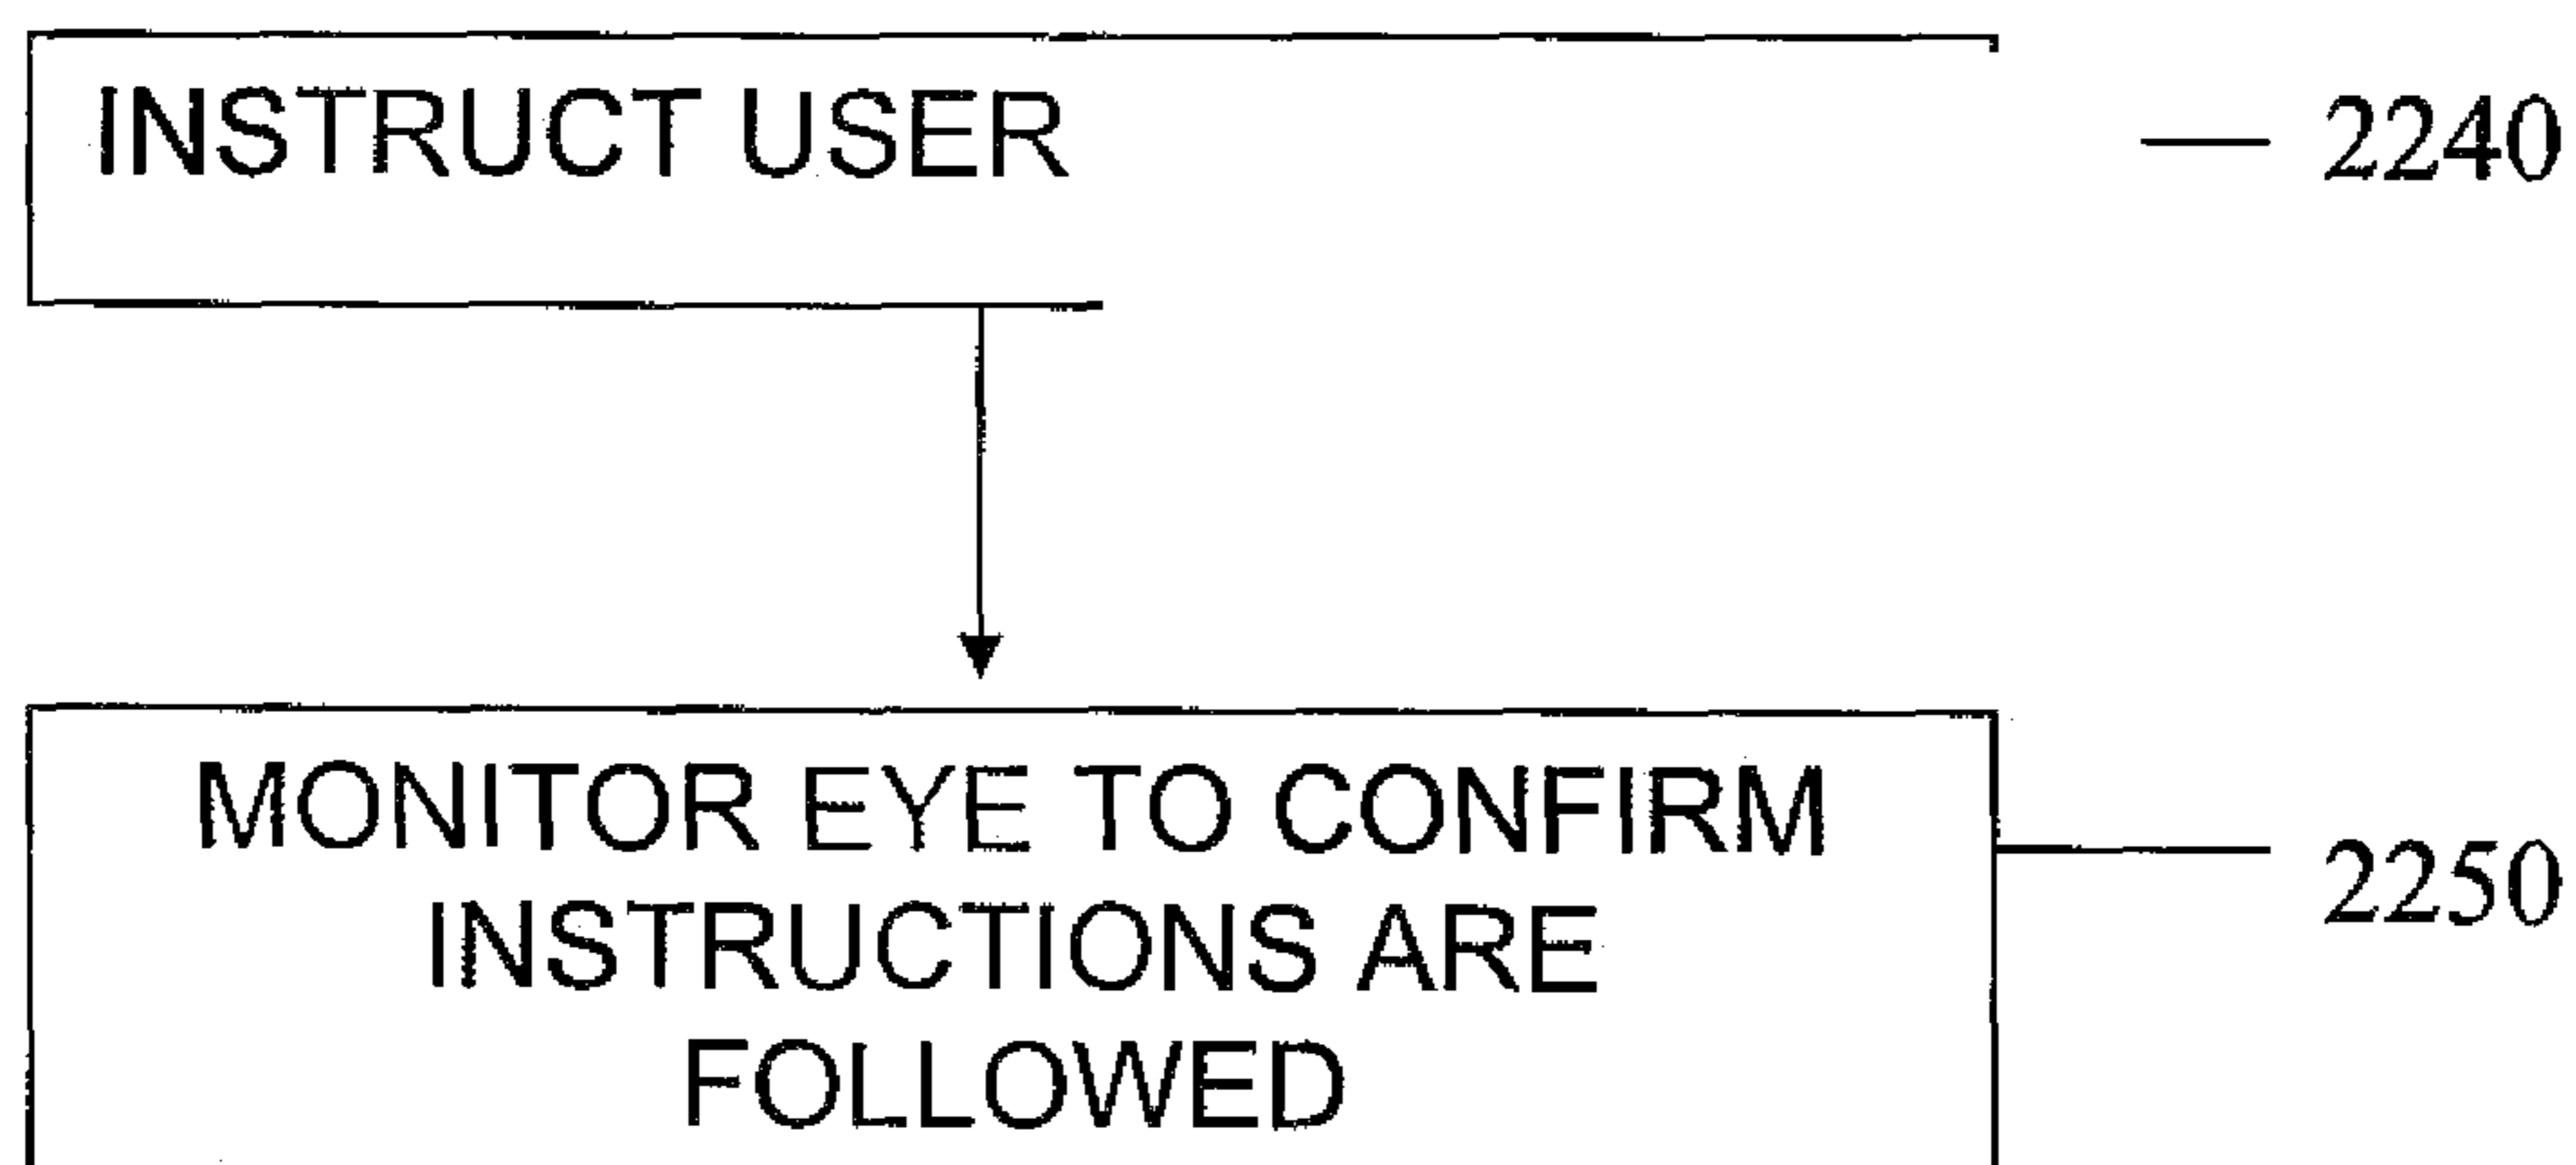 INSTRUCT USER
2240
MONITOR EYE TO CONFIRM
INSTRUCTIONS ARE
FOLLOWED
2250